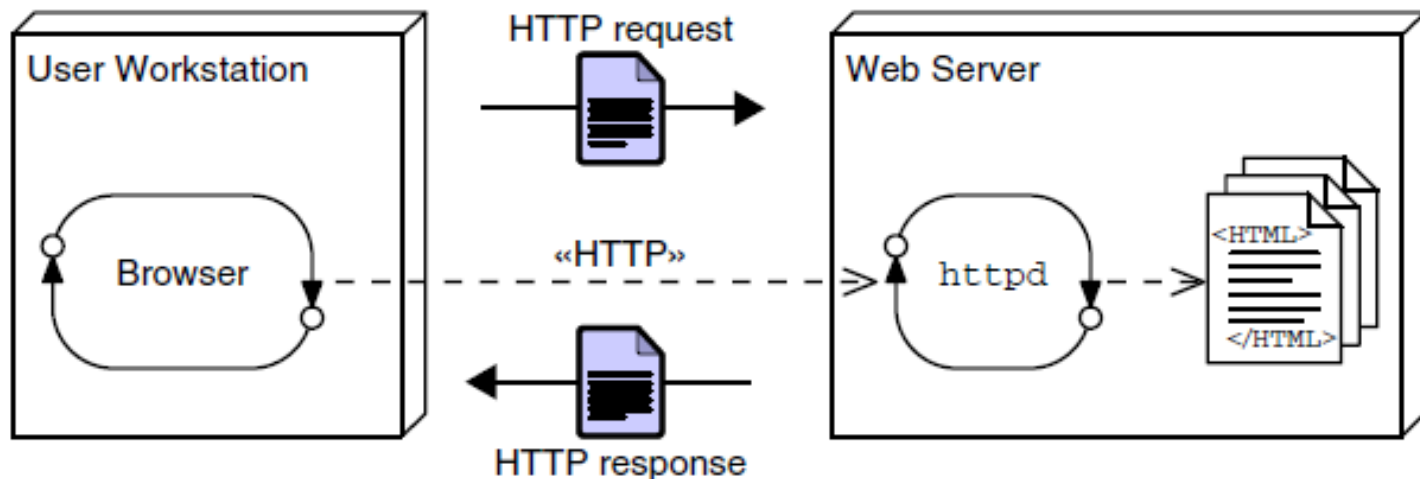 HTTP request
User Workstation
Web Server
«HTTP»
Browser
httpd
<HTML>
</HTML>
HTTP response